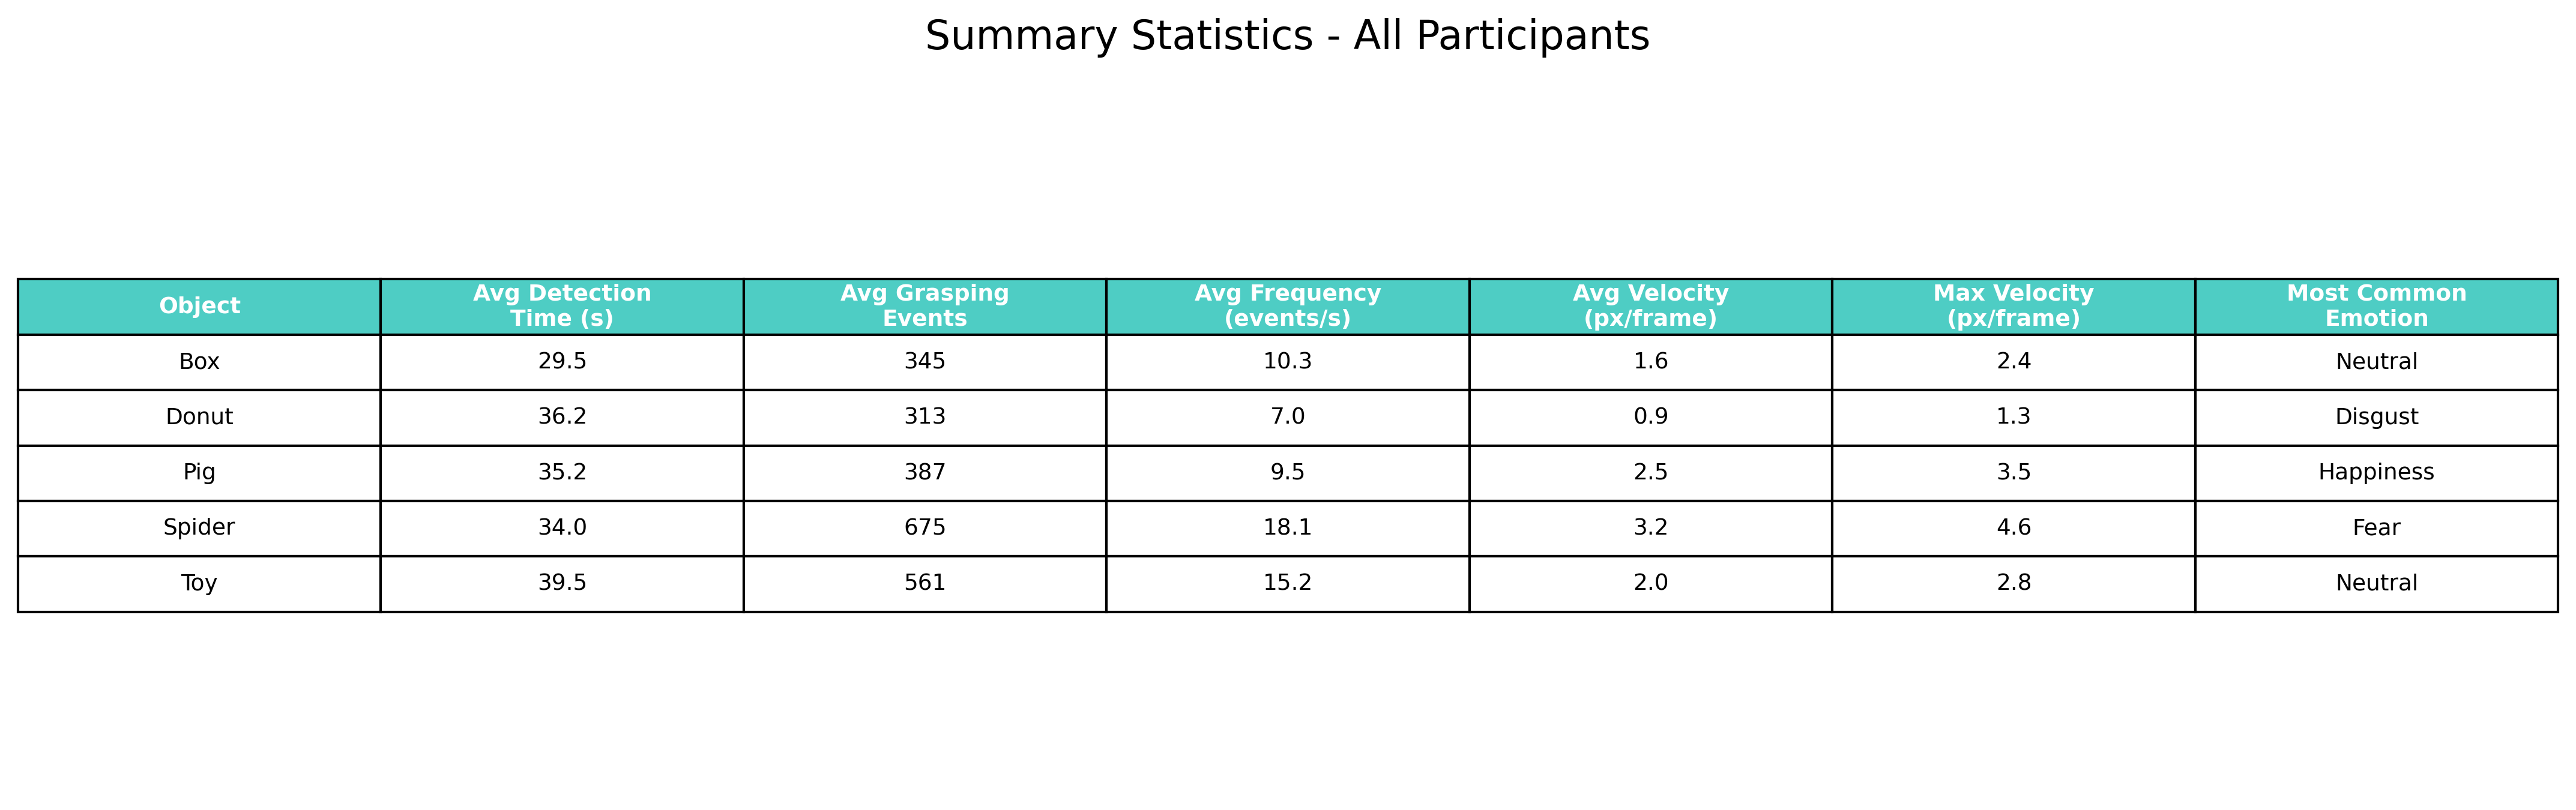 Summary Statistics - All Participants
Object | Avg Detection Time (s) | Avg Grasping Events | Avg Frequency (events/s) | Avg Velocity (px/frame) | Max Velocity (px/frame) | Most Common Emotion
Box | 29.5 | 345 | 10.3 | 1.6 | 2.4 | Neutral
Donut | 36.2 | 313 | 7.0 | 0.9 | 1.3 | Disgust
Pig | 35.2 | 387 | 9.5 | 2.5 | 3.5 | Happiness
Spider | 34.0 | 675 | 18.1 | 3.2 | 4.6 | Fear
Toy | 39.5 | 561 | 15.2 | 2.0 | 2.8 | Neutral